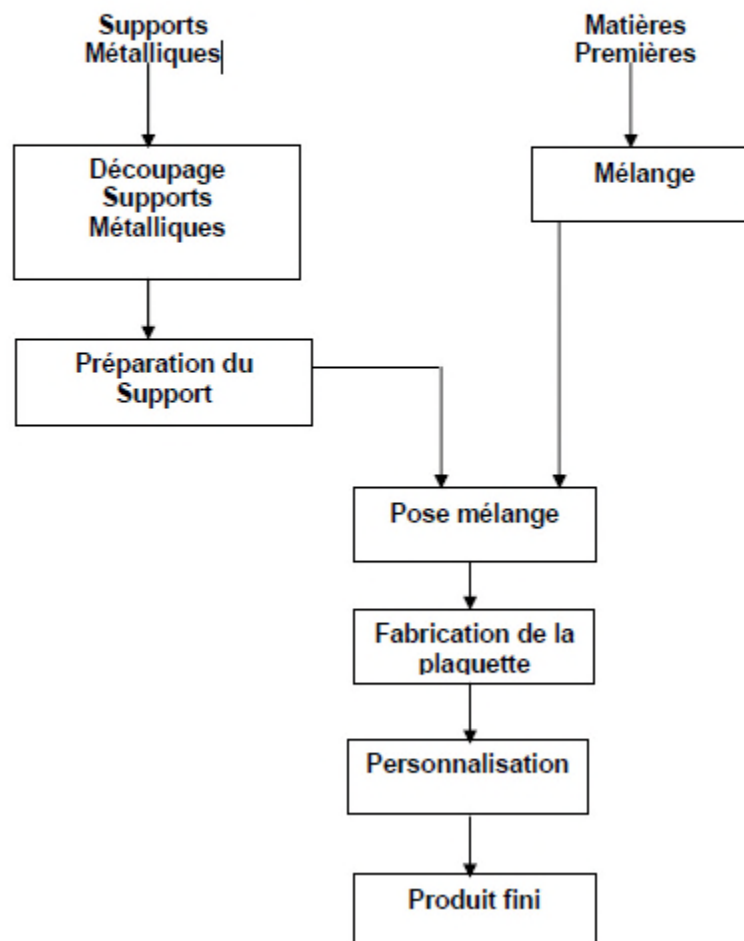 Supports
Métalliques
Matières
Premières
Découpage
Supports
Métalliques
Mélange
Préparation du
Support
Pose mélange
Fabrication de la
plaquette
Personnalisation
Produit fini